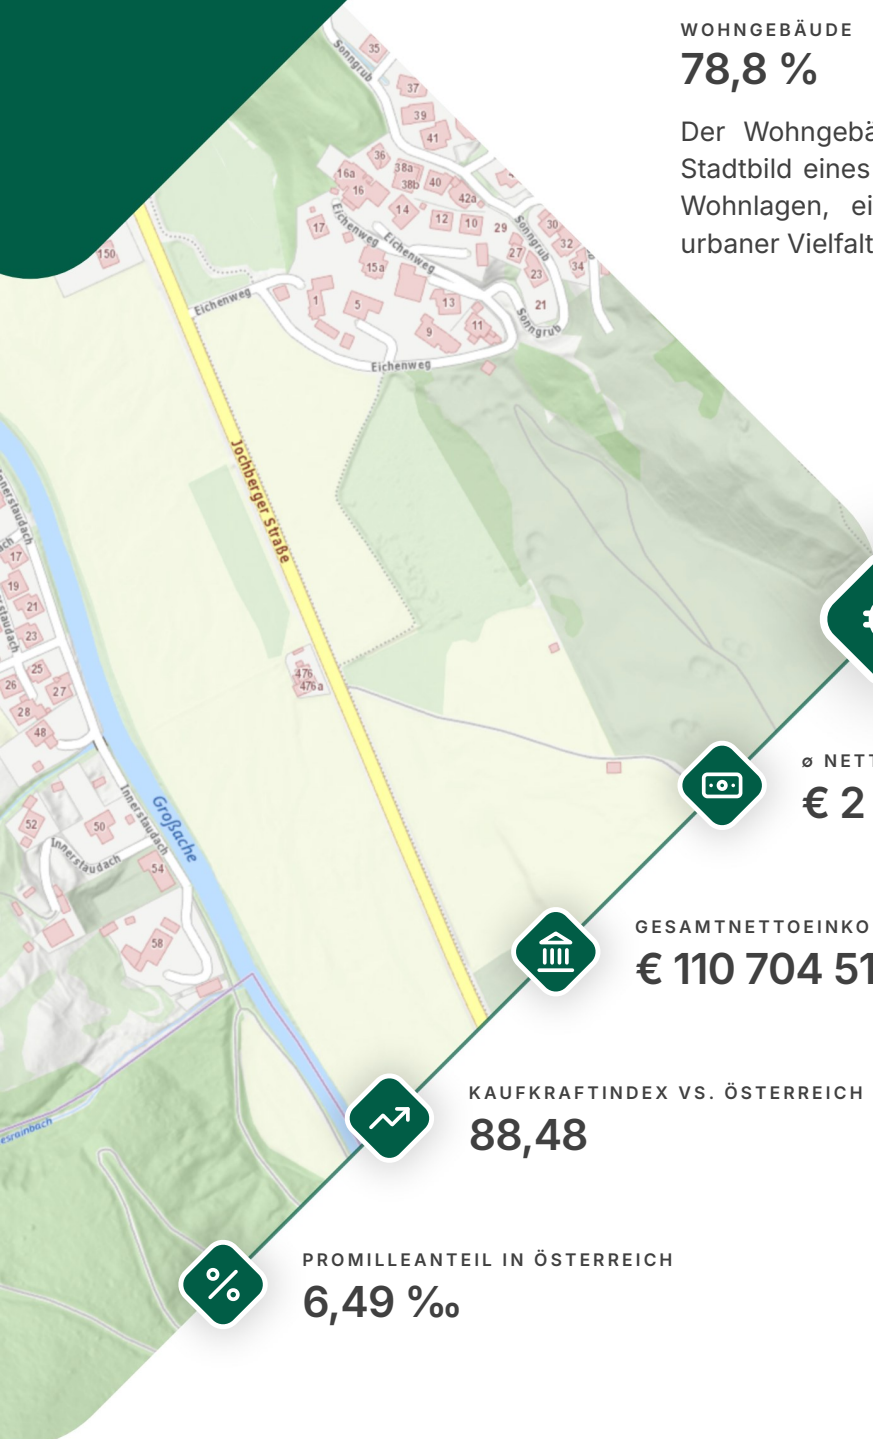 WOHNGEBÄUDE
78,8 %
Der Wohngebä
Stadtbild eines
Wohnlagen, ei
urbaner Vielfalt
Sonngrub
35
37
39
41
36
16a
38a
38b
40
16
42a
14
12
10
29
17
Eichenweg
Eichenweg
Sonngrub
30
32
27
34
150
15a
23
Eichenweg
1
5
13
21
9
11
Sonngrub
Eichenweg
Jochberger Straße
Innerstaudach
17
19
21
23
25
26
27
28
48
476
476a
Innerstaudach
52
50
Großache
Innerstaudach
54
58
ø NETT
€ 2
GESAMTNETTOEINKO
€ 110 704 51
KAUFKRAFTINDEX VS. ÖSTERREICH
88,48
esrainbach
PROMILLEANTEIL IN ÖSTERREICH
6,49 ‰